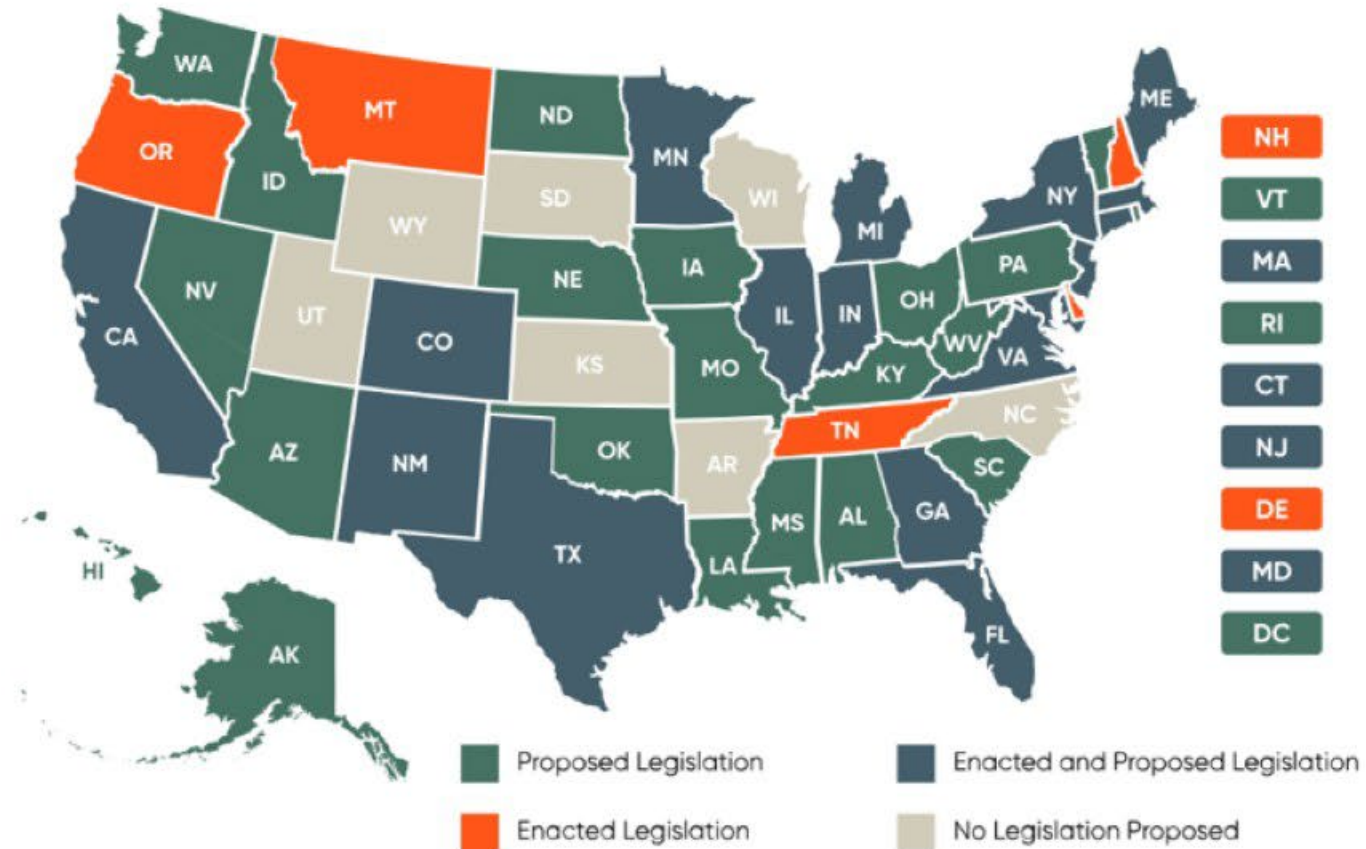 WA
MT
ND
MN
ME
OR
ID
SD
WI
NY
NH
WY
MI
VT
NV
NE
IA
PA
MA
UT
CO
IL
IN
OH
RI
CA
KS
MO
WV
VA
KY
CT
AZ
NM
OK
AR
TN
NC
NJ
SC
TX
MS
AL
GA
DE
HI
LA
MD
AK
FL
DC
Proposed Legislation
Enacted and Proposed Legislation
Enacted Legislation
No Legislation Proposed